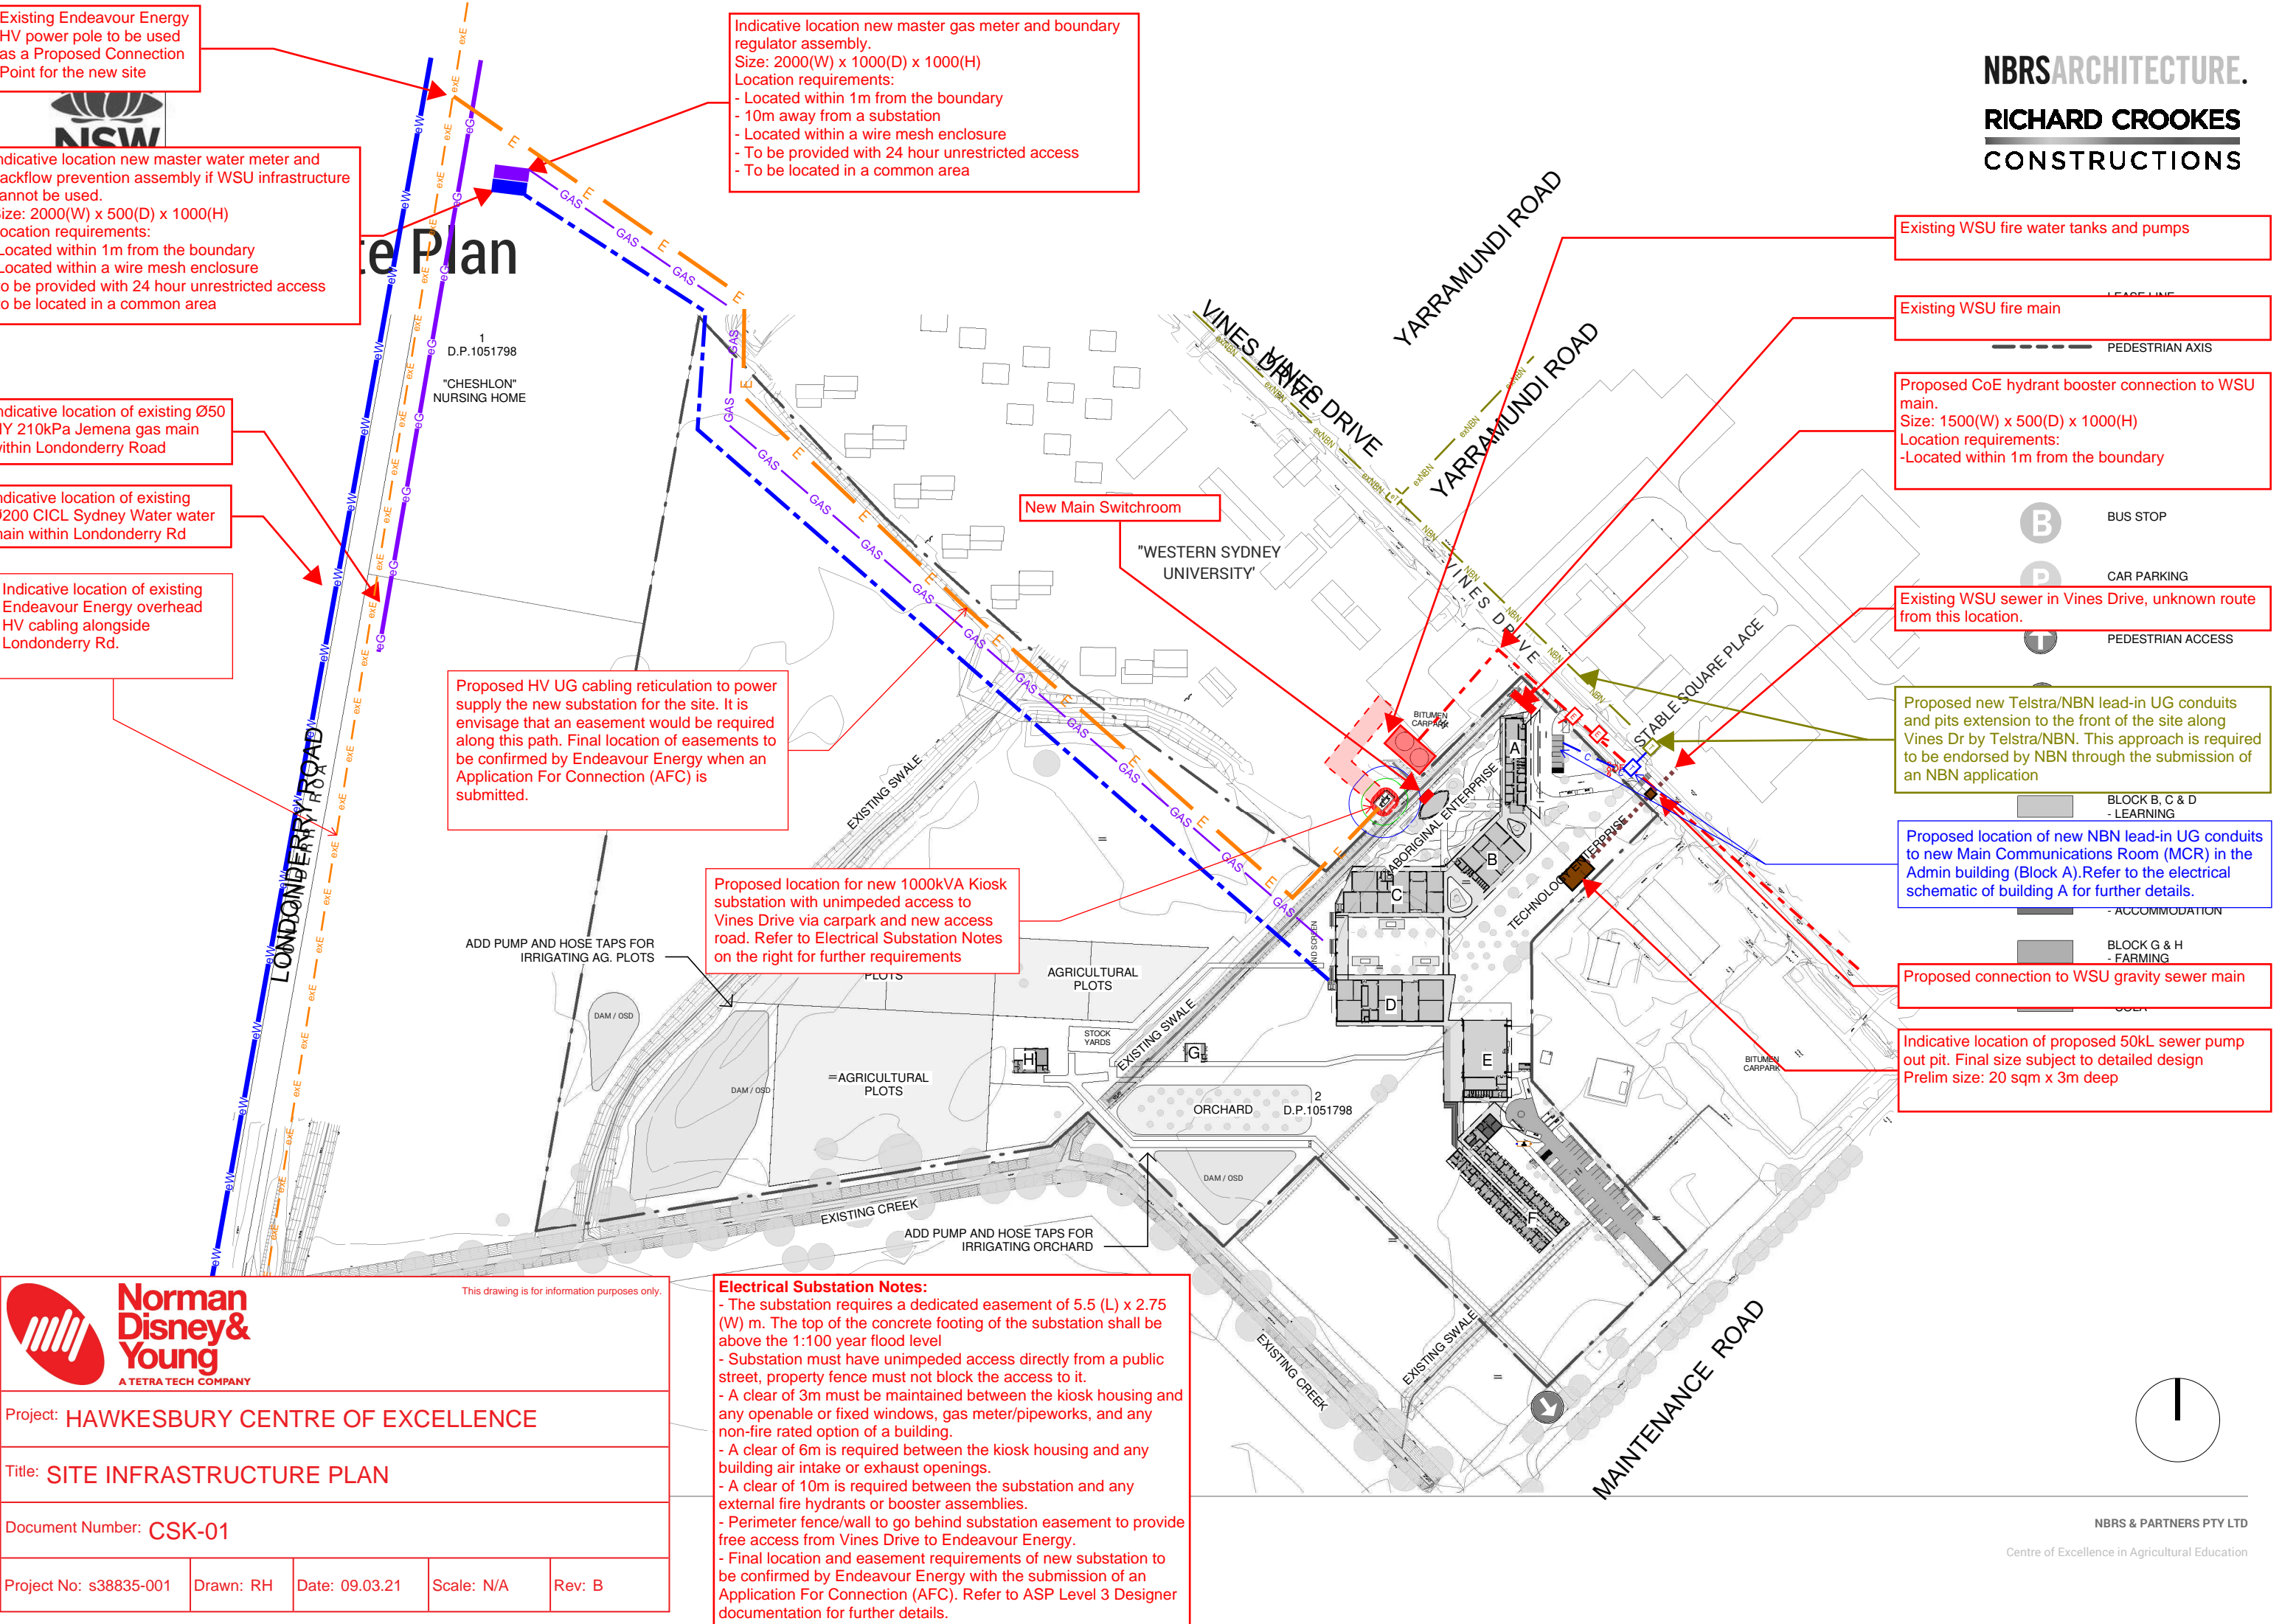 Existing Endeavour Energy
HV power pole to be used
as a Proposed Connection
Point for the new site
NSW
ndicative location new master water meter and
ackflow prevention assembly if WSU infrastructure
annot be used.
ize: 2000(W) x 500(D) x 1000(H)
ocation requirements:
Located within 1m from the boundary
Located within a wire mesh enclosure
o be provided with 24 hour unrestricted access
o be located in a common area
e Plan
Indicative location new master gas meter and boundary
regulator assembly.
Size: 2000(W) x 1000(D) x 1000(H)
Location requirements:
- Located within 1m from the boundary
- 10m away from a substation
- Located within a wire mesh enclosure
- To be provided with 24 hour unrestricted access
- To be located in a common area
NBRSARCHITECTURE.
RICHARD CROOKES
CONSTRUCTIONS
1
D.P.1051798
"CHESHLON"
NURSING HOME
ndicative location of existing Ø50
NY 210kPa Jemena gas main
within Londonderry Road
ndicative location of existing
Ø200 CICL Sydney Water water
main within Londonderry Rd
Indicative location of existing
Endeavour Energy overhead
HV cabling alongside
Londonderry Rd.
LONDONDERRY ROAD
Proposed HV UG cabling reticulation to power
supply the new substation for the site. It is
envisage that an easement would be required
along this path. Final location of easements to
be confirmed by Endeavour Energy when an
Application For Connection (AFC) is
submitted.
Proposed location for new 1000kVA Kiosk
substation with unimpeded access to
Vines Drive via carpark and new access
road. Refer to Electrical Substation Notes
on the right for further requirements
New Main Switchroom
"WESTERN SYDNEY
UNIVERSITY'
VINES DRIVE
VINES DRIVE
YARRAMUNDI ROAD
YARRAMUNDI ROAD
VINES DRIVE
STABLE SQUARE PLACE
BITUMEN
CARPARK
ABORIGINAL ENTERPRISE
TECHNOLOGY ENTERPRISE
A
B
C
D
E
F
G
H
EXISTING SWALE
ADD PUMP AND HOSE TAPS FOR
IRRIGATING AG. PLOTS
PLOTS
AGRICULTURAL
PLOTS
AGRICULTURAL
PLOTS
DAM / OSD
DAM / OSD
STOCK
YARDS
EXISTING SWALE
ORCHARD
2
D.P.1051798
DAM / OSD
EXISTING CREEK
ADD PUMP AND HOSE TAPS FOR
IRRIGATING ORCHARD
EXISTING CREEK
EXISTING SWALE
BITUMEN
CARPARK
MAINTENANCE ROAD
Existing WSU fire water tanks and pumps
LEASE LINE
Existing WSU fire main
PEDESTRIAN AXIS
Proposed CoE hydrant booster connection to WSU
main.
Size: 1500(W) x 500(D) x 1000(H)
Location requirements:
-Located within 1m from the boundary
B
BUS STOP
P
CAR PARKING
Existing WSU sewer in Vines Drive, unknown route
from this location.
PEDESTRIAN ACCESS
Proposed new Telstra/NBN lead-in UG conduits
and pits extension to the front of the site along
Vines Dr by Telstra/NBN. This approach is required
to be endorsed by NBN through the submission of
an NBN application
BLOCK B, C & D
- LEARNING
Proposed location of new NBN lead-in UG conduits
to new Main Communications Room (MCR) in the
Admin building (Block A).Refer to the electrical
schematic of building A for further details.
- ACCOMMODATION
BLOCK G & H
- FARMING
Proposed connection to WSU gravity sewer main
Indicative location of proposed 50kL sewer pump
out pit. Final size subject to detailed design
Prelim size: 20 sqm x 3m deep
Norman
Disney&
Young
A TETRA TECH COMPANY
This drawing is for information purposes only.
Project: HAWKESBURY CENTRE OF EXCELLENCE
Title: SITE INFRASTRUCTURE PLAN
Document Number: CSK-01
Project No: s38835-001
Drawn: RH
Date: 09.03.21
Scale: N/A
Rev: B
Electrical Substation Notes:
- The substation requires a dedicated easement of 5.5 (L) x 2.75
(W) m. The top of the concrete footing of the substation shall be
above the 1:100 year flood level
- Substation must have unimpeded access directly from a public
street, property fence must not block the access to it.
- A clear of 3m must be maintained between the kiosk housing and
any openable or fixed windows, gas meter/pipeworks, and any
non-fire rated option of a building.
- A clear of 6m is required between the kiosk housing and any
building air intake or exhaust openings.
- A clear of 10m is required between the substation and any
external fire hydrants or booster assemblies.
- Perimeter fence/wall to go behind substation easement to provide
free access from Vines Drive to Endeavour Energy.
- Final location and easement requirements of new substation to
be confirmed by Endeavour Energy with the submission of an
Application For Connection (AFC). Refer to ASP Level 3 Designer
documentation for further details.
NBRS & PARTNERS PTY LTD
Centre of Excellence in Agricultural Education